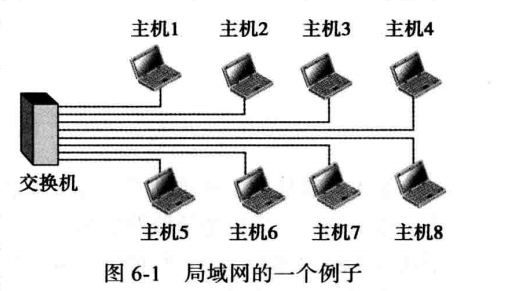 主机1 主机2 主机3 主机4
交换机
主机5 主机6 主机7 主机8
图 6-1 局域网的一个例子